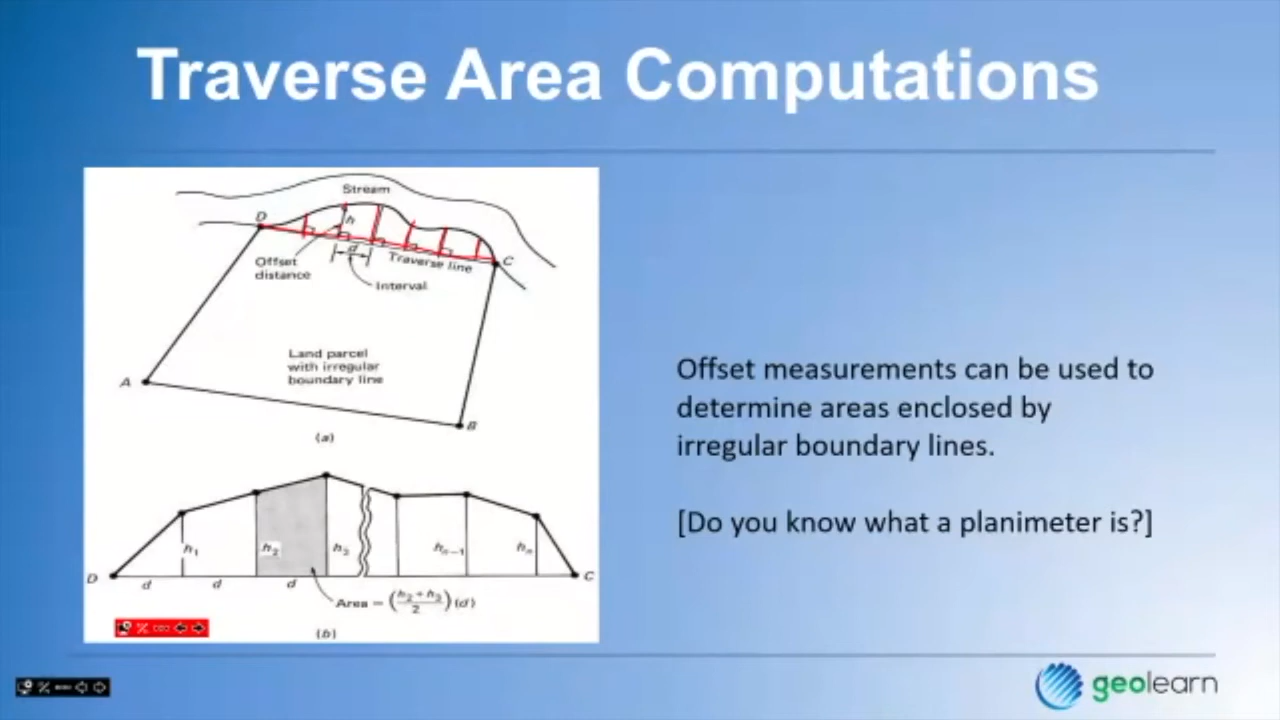 Traverse Area Computations
Stream
D
h
Offset
distance
d
Traverse line
C
Interval
Land parcel
with irregular
boundary line
A
B
(a)
Offset measurements can be used to
determine areas enclosed by
irregular boundary lines.
[Do you know what a planimeter is?]
h₁ h₂ h₃ hₙ₋₁ hₙ
D d d d C
Area = (h₂ + h₃ / 2) (d)
(b)
geolearn